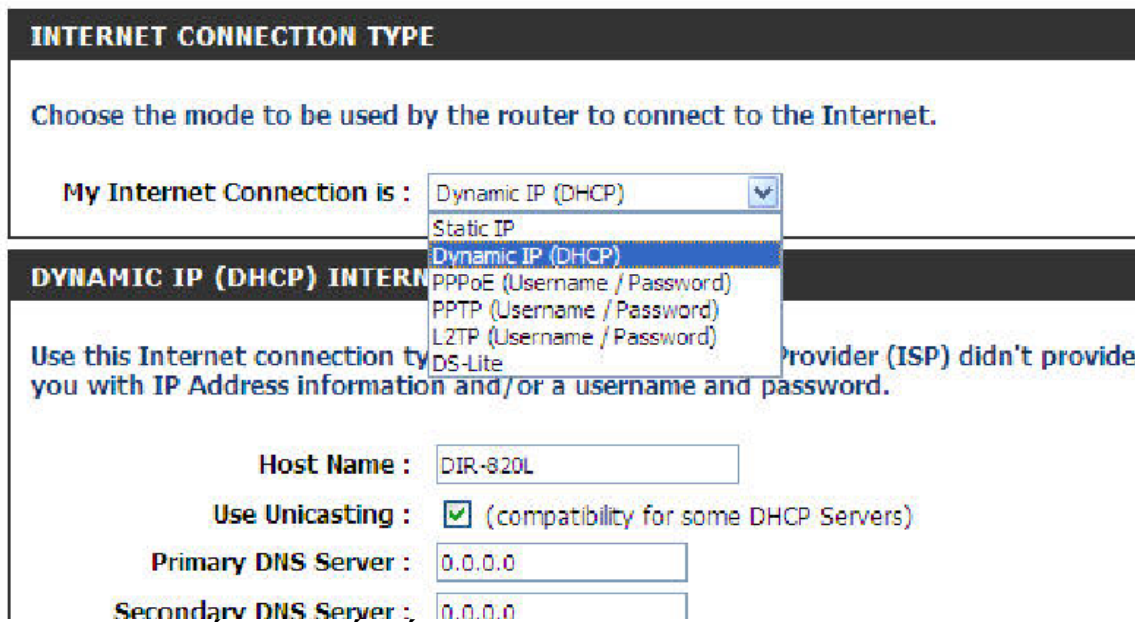 INTERNET CONNECTION TYPE
Choose the mode to be used by the router to connect to the Internet.
My Internet Connection is : Dynamic IP (DHCP)
Static IP
Dynamic IP (DHCP)
PPPoE (Username / Password)
PPTP (Username / Password)
L2TP (Username / Password)
DS-Lite
DYNAMIC IP (DHCP) INTERN
Use this Internet connection ty Provider (ISP) didn't provide
you with IP Address information and/or a username and password.
Host Name : DIR-820L
Use Unicasting : (compatibility for some DHCP Servers)
Primary DNS Server : 0.0.0.0
Secondary DNS Server : 0.0.0.0